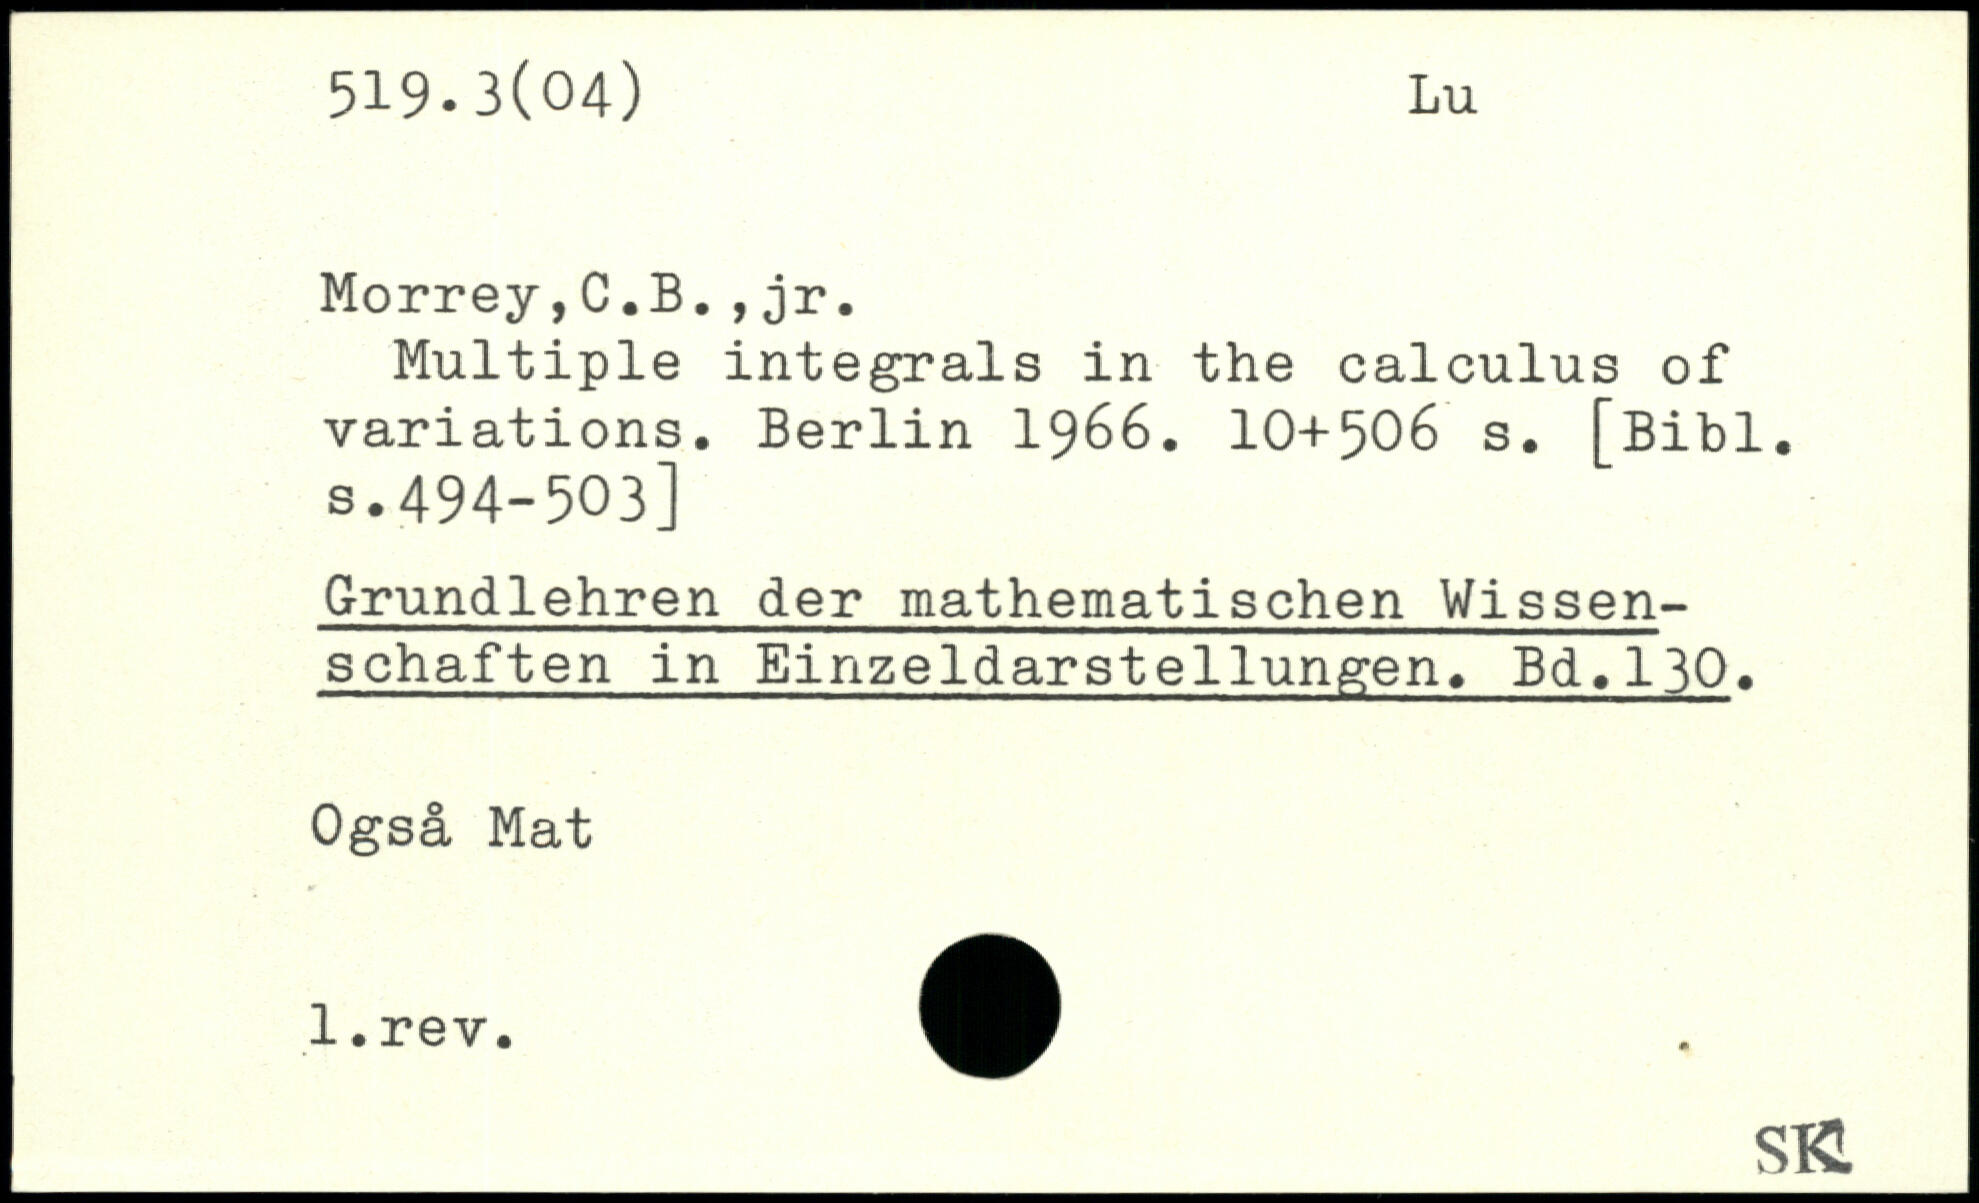 519.3(04) Lu
Morrey,C.B.,jr.
Multiple integrals in the calculus of
variations. Berlin 1966. 10+506 s. [Bibl.
s.494-503]
Grundlehren der mathematischen Wissen-
schaften in Einzeldarstellungen. Bd.130.
Også Mat
1.rev.
SK